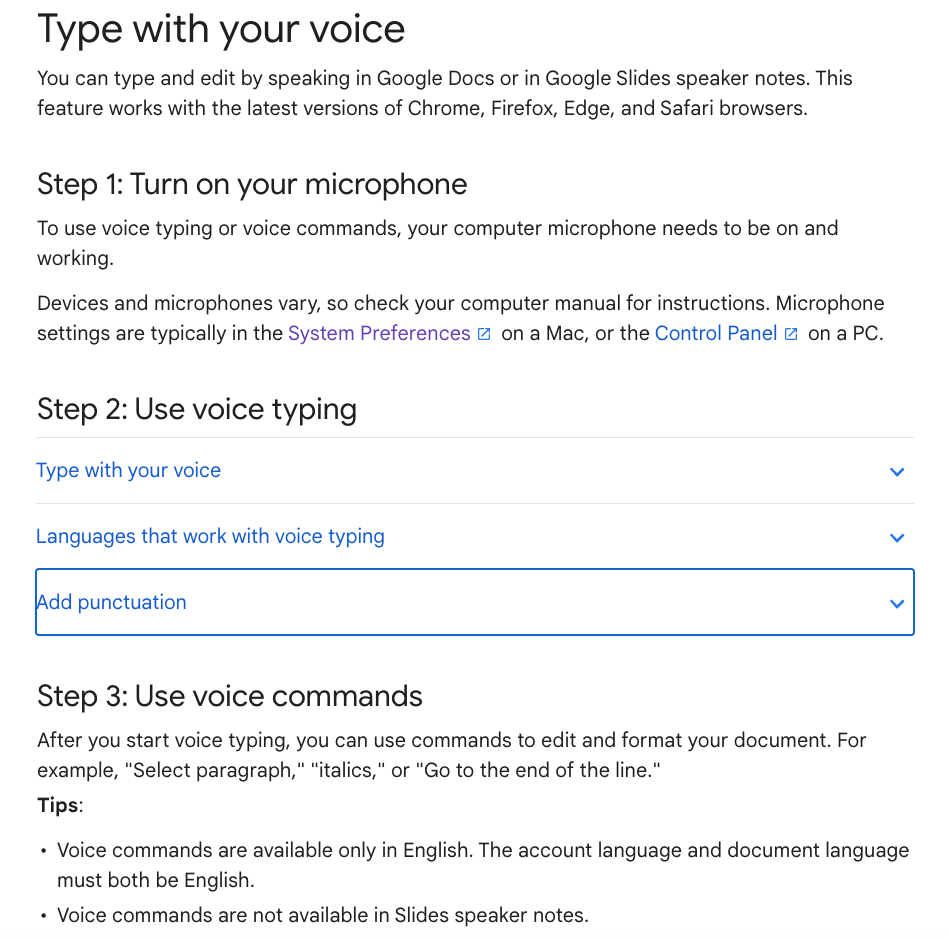 Type with your voice
You can type and edit by speaking in Google Docs or in Google Slides speaker notes. This
feature works with the latest versions of Chrome, Firefox, Edge, and Safari browsers.
Step 1: Turn on your microphone
To use voice typing or voice commands, your computer microphone needs to be on and
working.
Devices and microphones vary, so check your computer manual for instructions. Microphone
settings are typically in the System Preferences on a Mac, or the Control Panel on a PC.
Step 2: Use voice typing
Type with your voice
Languages that work with voice typing
Add punctuation
Step 3: Use voice commands
After you start voice typing, you can use commands to edit and format your document. For
example, "Select paragraph," "italics," or "Go to the end of the line."
Tips:
• Voice commands are available only in English. The account language and document language
must both be English.
• Voice commands are not available in Slides speaker notes.